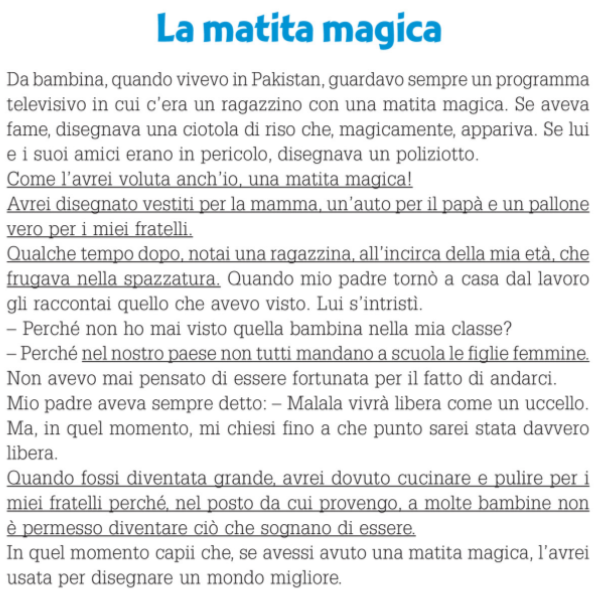 La matita magica
Da bambina, quando vivevo in Pakistan, guardavo sempre un programma
televisivo in cui c'era un ragazzino con una matita magica. Se aveva
fame, disegnava una ciotola di riso che, magicamente, appariva. Se lui
e i suoi amici erano in pericolo, disegnava un poliziotto.
Come l'avrei voluta anch'io, una matita magica!
Avrei disegnato vestiti per la mamma, un'auto per il papà e un pallone
vero per i miei fratelli.
Qualche tempo dopo, notai una ragazzina, all'incirca della mia età, che
frugava nella spazzatura. Quando mio padre tornò a casa dal lavoro
gli raccontai quello che avevo visto. Lui s'intristì.
– Perché non ho mai visto quella bambina nella mia classe?
– Perché nel nostro paese non tutti mandano a scuola le figlie femmine.
Non avevo mai pensato di essere fortunata per il fatto di andarci.
Mio padre aveva sempre detto: – Malala vivrà libera come un uccello.
Ma, in quel momento, mi chiesi fino a che punto sarei stata davvero
libera.
Quando fossi diventata grande, avrei dovuto cucinare e pulire per i
miei fratelli perché, nel posto da cui provengo, a molte bambine non
è permesso diventare ciò che sognano di essere.
In quel momento capii che, se avessi avuto una matita magica, l'avrei
usata per disegnare un mondo migliore.